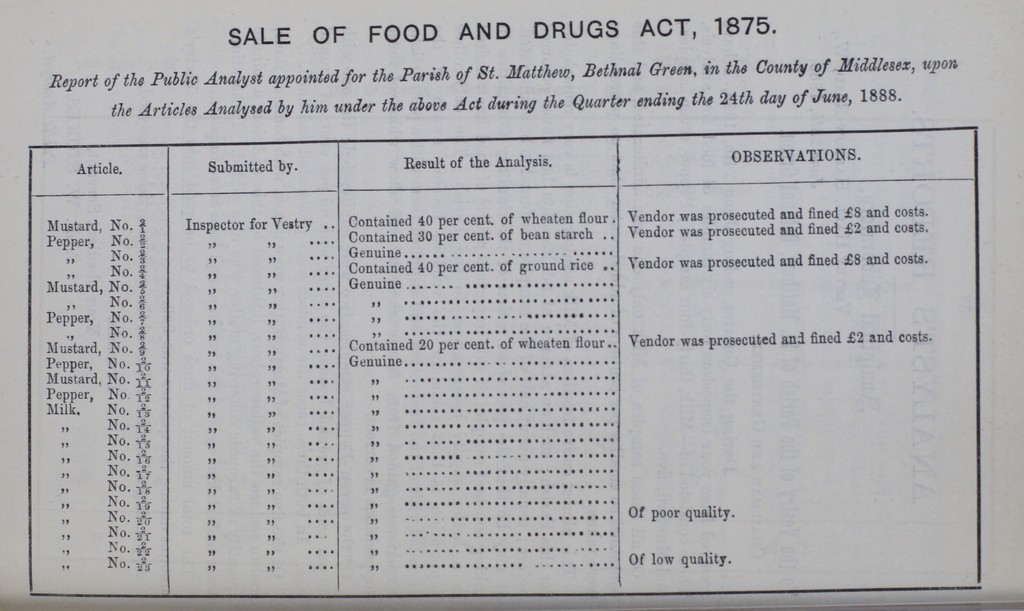 SALE OF FOOD AND DRUGS ACT, 1875.
Report of the Public Analyst appointed for the Parish of St. Matthew, Bethnal Green, in the County of Middlesex, upon
the Articles Analysed by him under the above Act during the Quarter ending the 24th day of June, 1888.
Article. Submitted by. Result of the Analysis. OBSERVATIONS.
Mustard, No. 2/1 Inspector for Vestry .. Contained 40 per cent. of wheaten flour. Vendor was prosecuted and fined £8 and costs.
Pepper, No. 2/2 „ „ .... Contained 30 per cent. of bean starch .. Vendor was prosecuted and fined £2 and costs.
„ No. 2/3 „ „ .... Genuine
„ No. 2/4 „ „ .... Contained 40 per cent. of ground rice .. Vendor was prosecuted and fined £8 and costs.
Mustard, No. 2/5 „ „ .... Genuine
„ No. 2/6 „ „ .... „
Pepper, No. 2/7 „ „ .... „
„ No. 2/8 „ „ .... „
Mustard, No. 2/9 „ „ .... Contained 20 per cent. of wheaten flour.. Vendor was prosecuted and fined £2 and costs.
Pepper, No. 2/10 „ „ .... Genuine
Mustard, No. 2/11 „ „ .... „
Pepper, No 2/12 „ „ .... „
Milk, No. 2/13 „ „ .... „
„ No. 2/14 „ „ .... „
„ No. 2/15 „ „ .... „
„ No. 2/16 „ „ .... „
„ No. 2/17 „ „ .... „
„ No. 2/18 „ „ .... „
„ No. 2/19 „ „ .... „
„ No. 2/20 „ „ .... „ Of poor quality.
„ No. 2/21 „ „ .... „
„ No. 2/22 „ „ .... „
„ No. 2/23 „ „ .... „ Of low quality.